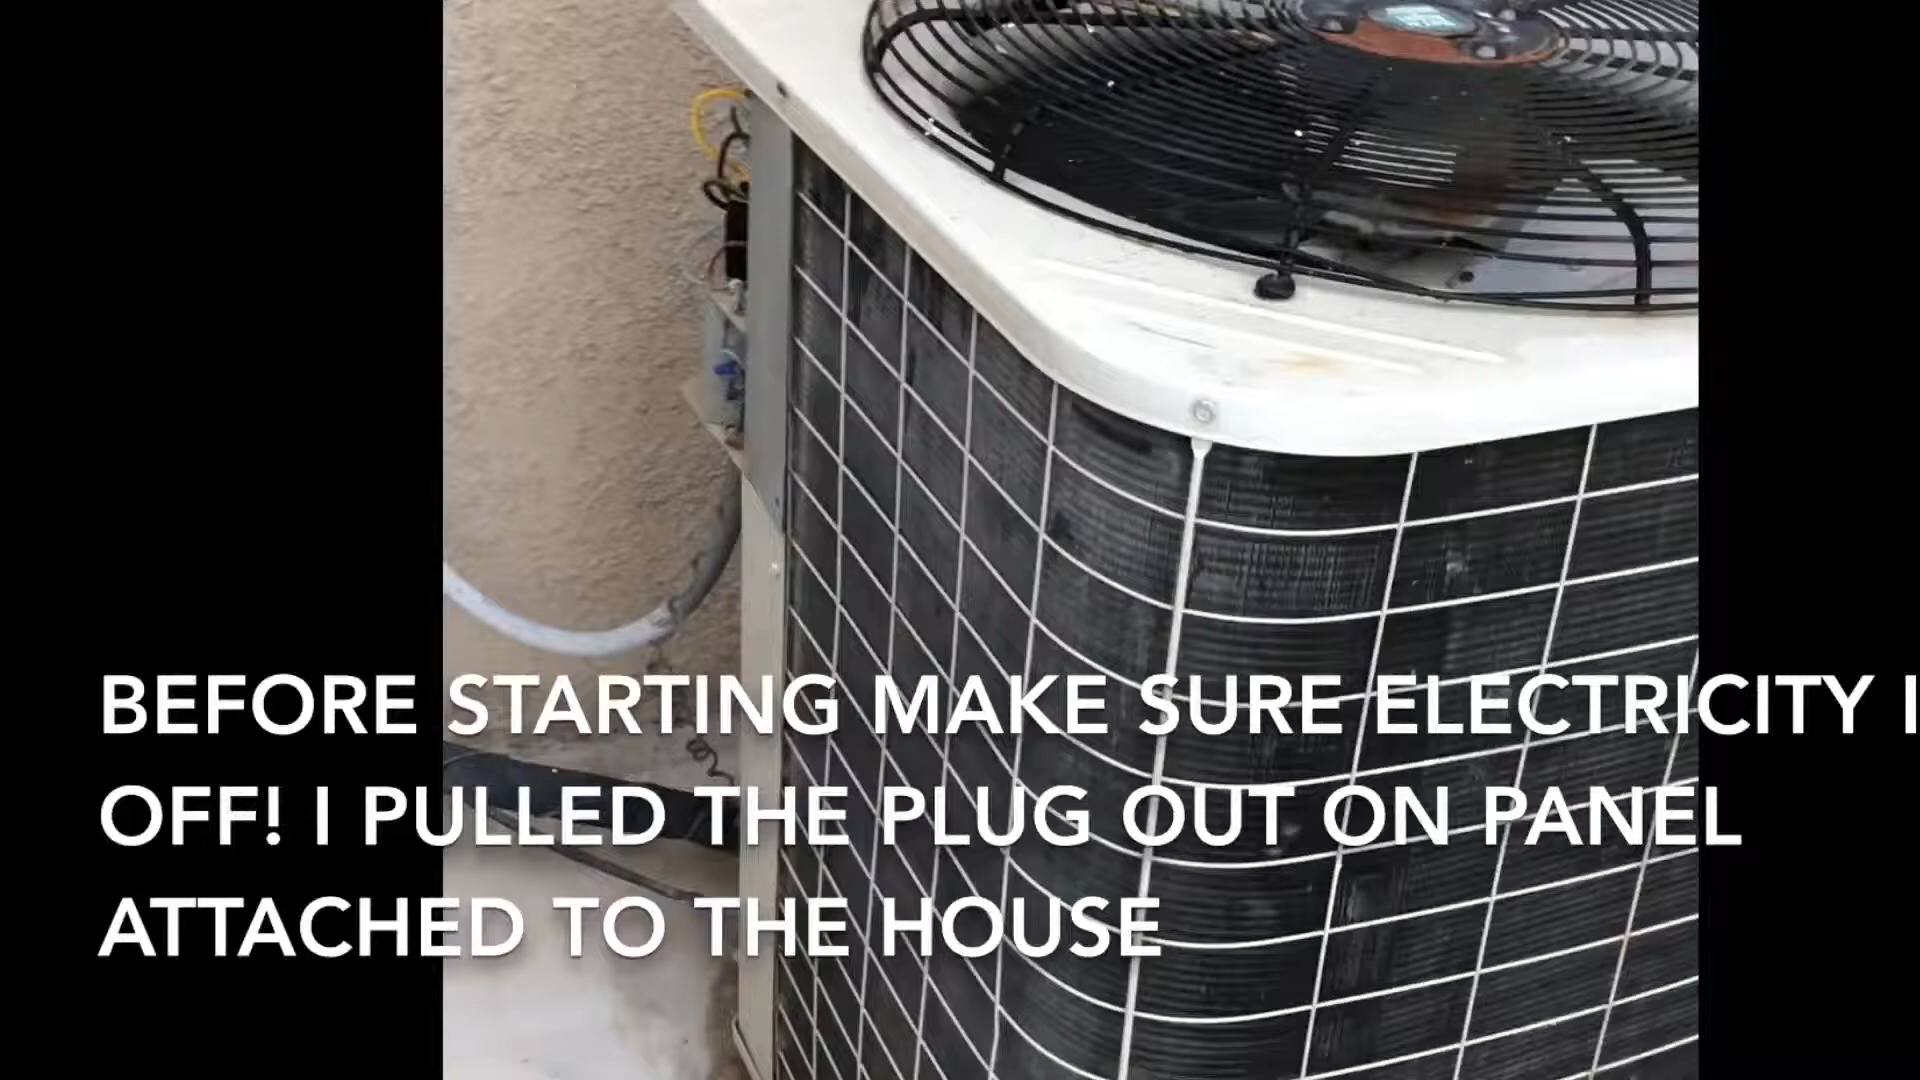 BEFORE STARTING MAKE SURE ELECTRICITY I
OFF! I PULLED THE PLUG OUT ON PANEL
ATTACHED TO THE HOUSE